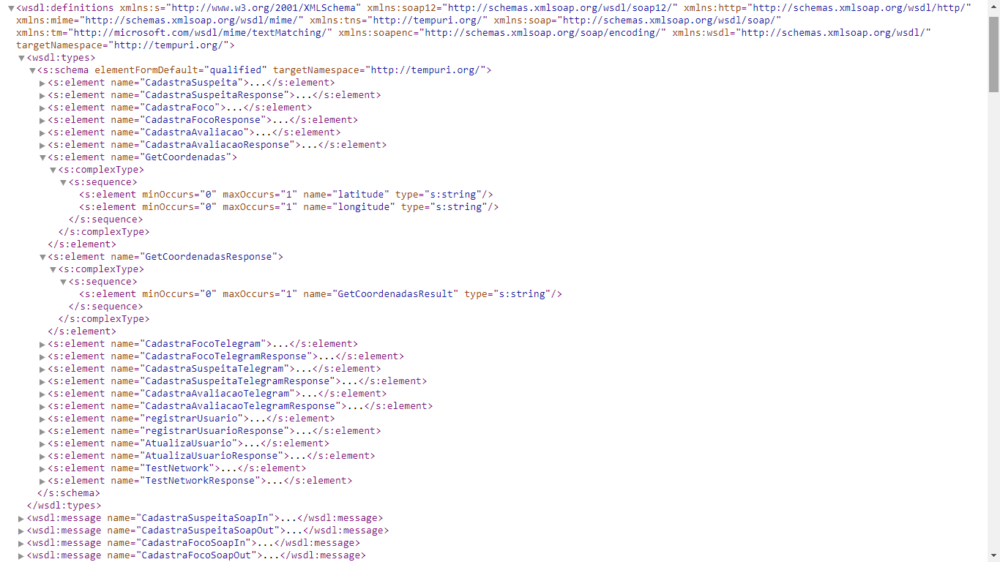 <wsdl:definitions xmlns:s="http://www.w3.org/2001/XMLSchema" xmlns:soap12="http://schemas.xmlsoap.org/wsdl/soap12/" xmlns:http="http://schemas.xmlsoap.org/wsdl/http/"
xmlns:mime="http://schemas.xmlsoap.org/wsdl/mime/" xmlns:tns="http://tempuri.org/" xmlns:soap="http://schemas.xmlsoap.org/wsdl/soap/"
xmlns:tm="http://microsoft.com/wsdl/mime/textMatching/" xmlns:soapenc="http://schemas.xmlsoap.org/soap/encoding/" xmlns:wsdl="http://schemas.xmlsoap.org/wsdl/"
targetNamespace="http://tempuri.org/">
<wsdl:types>
<s:schema elementFormDefault="qualified" targetNamespace="http://tempuri.org/">
<s:element name="CadastraSuspeita">...</s:element>
<s:element name="CadastraSuspeitaResponse">...</s:element>
<s:element name="CadastraFoco">...</s:element>
<s:element name="CadastraFocoResponse">...</s:element>
<s:element name="CadastraAvaliacao">...</s:element>
<s:element name="CadastraAvaliacaoResponse">...</s:element>
<s:element name="GetCoordenadas">
<s:complexType>
<s:sequence>
<s:element minOccurs="0" maxOccurs="1" name="latitude" type="s:string"/>
<s:element minOccurs="0" maxOccurs="1" name="longitude" type="s:string"/>
</s:sequence>
</s:complexType>
</s:element>
<s:element name="GetCoordenadasResponse">
<s:complexType>
<s:sequence>
<s:element minOccurs="0" maxOccurs="1" name="GetCoordenadasResult" type="s:string"/>
</s:sequence>
</s:complexType>
</s:element>
<s:element name="CadastraFocoTelegram">...</s:element>
<s:element name="CadastraFocoTelegramResponse">...</s:element>
<s:element name="CadastraSuspeitaTelegram">...</s:element>
<s:element name="CadastraSuspeitaTelegramResponse">...</s:element>
<s:element name="CadastraAvaliacaoTelegram">...</s:element>
<s:element name="CadastraAvaliacaoTelegramResponse">...</s:element>
<s:element name="registrarUsuario">...</s:element>
<s:element name="registrarUsuarioResponse">...</s:element>
<s:element name="AtualizaUsuario">...</s:element>
<s:element name="AtualizaUsuarioResponse">...</s:element>
<s:element name="TestNetwork">...</s:element>
<s:element name="TestNetworkResponse">...</s:element>
</s:schema>
</wsdl:types>
<wsdl:message name="CadastraSuspeitaSoapIn">...</wsdl:message>
<wsdl:message name="CadastraSuspeitaSoapOut">...</wsdl:message>
<wsdl:message name="CadastraFocoSoapIn">...</wsdl:message>
<wsdl:message name="CadastraFocoSoapOut">...</wsdl:message>